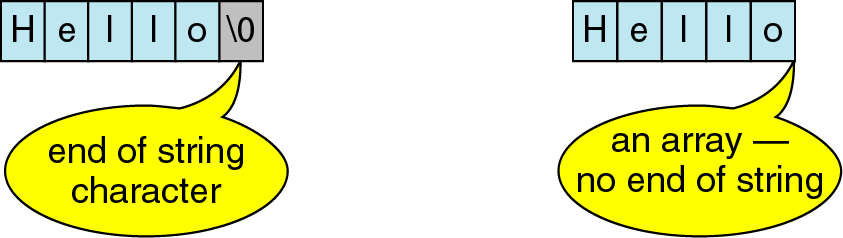 H e l l o \0
H e l l o
end of string
character
an array —
no end of string